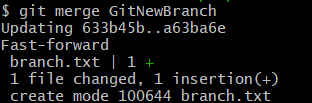 $ git merge GitNewBranch
Updating 633b45b..a63ba6e
Fast-forward
 branch.txt | 1 +
 1 file changed, 1 insertion(+)
 create mode 100644 branch.txt